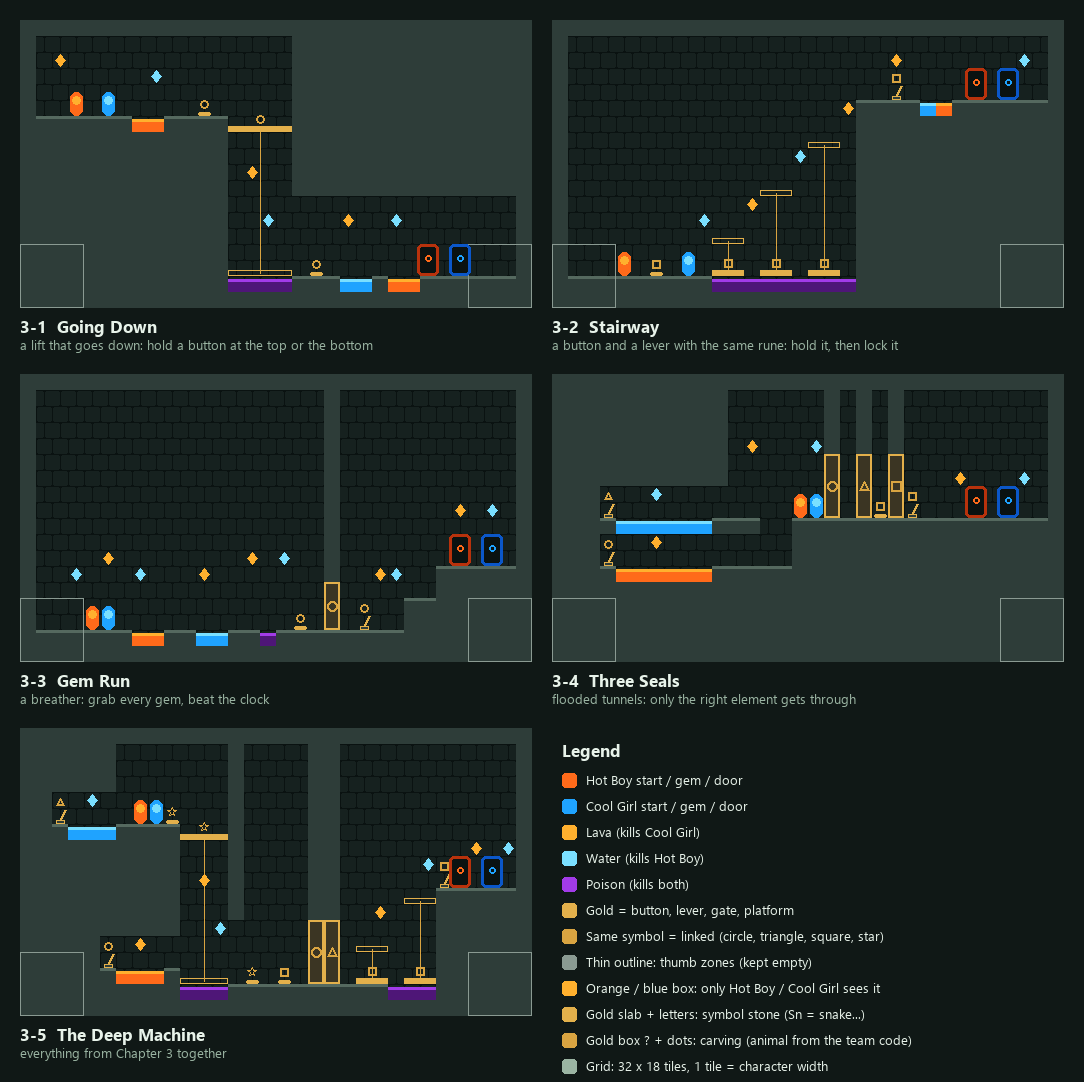 3-1 Going Down
a lift that goes down: hold a button at the top or the bottom
3-2 Stairway
a button and a lever with the same rune: hold it, then lock it
3-3 Gem Run
a breather: grab every gem, beat the clock
3-4 Three Seals
flooded tunnels: only the right element gets through
3-5 The Deep Machine
everything from Chapter 3 together
Legend
Hot Boy start / gem / door
Cool Girl start / gem / door
Lava (kills Cool Girl)
Water (kills Hot Boy)
Poison (kills both)
Gold = button, lever, gate, platform
Same symbol = linked (circle, triangle, square, star)
Thin outline: thumb zones (kept empty)
Orange / blue box: only Hot Boy / Cool Girl sees it
Gold slab + letters: symbol stone (Sn = snake...)
Gold box ? + dots: carving (animal from the team code)
Grid: 32 x 18 tiles, 1 tile = character width